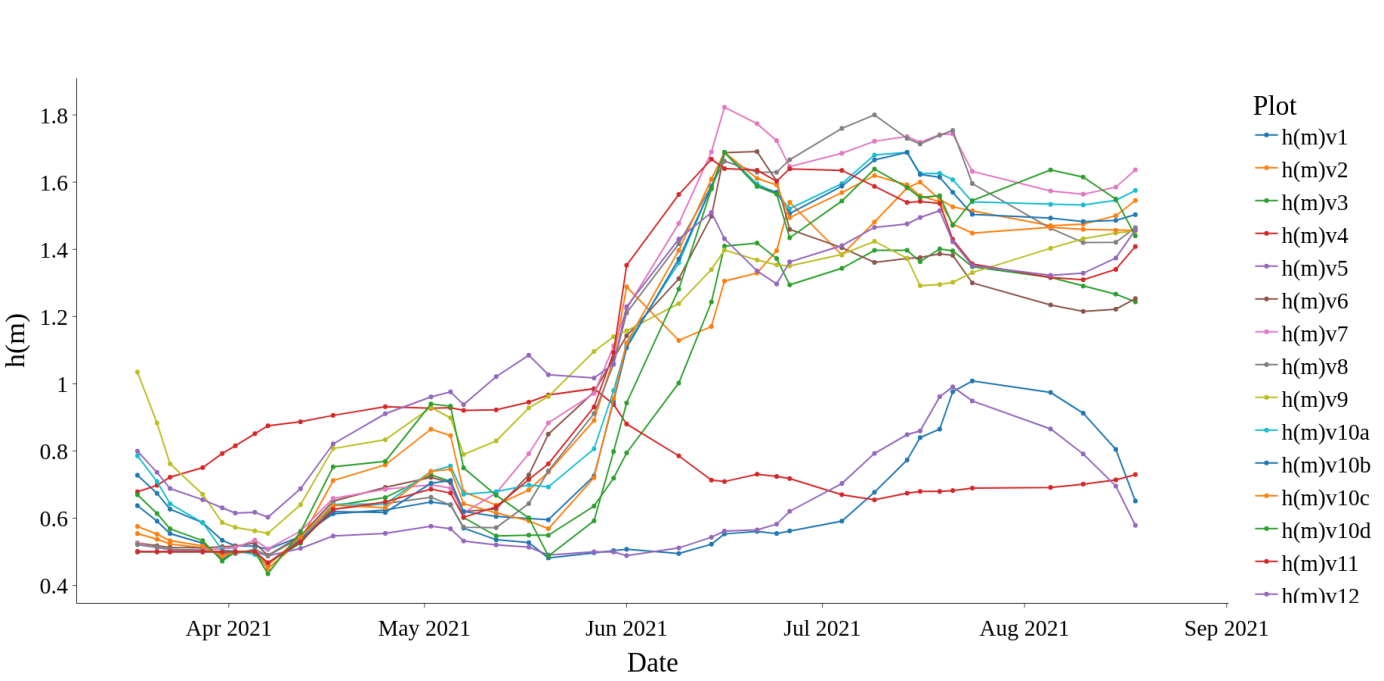 1.8
1.6
1.4
1.2
1
0.8
0.6
0.4
h(m)
Apr 2021
May 2021
Jun 2021
Jul 2021
Aug 2021
Sep 2021
Date
Plot
h(m)v1
h(m)v2
h(m)v3
h(m)v4
h(m)v5
h(m)v6
h(m)v7
h(m)v8
h(m)v9
h(m)v10a
h(m)v10b
h(m)v10c
h(m)v10d
h(m)v11
h(m)v12